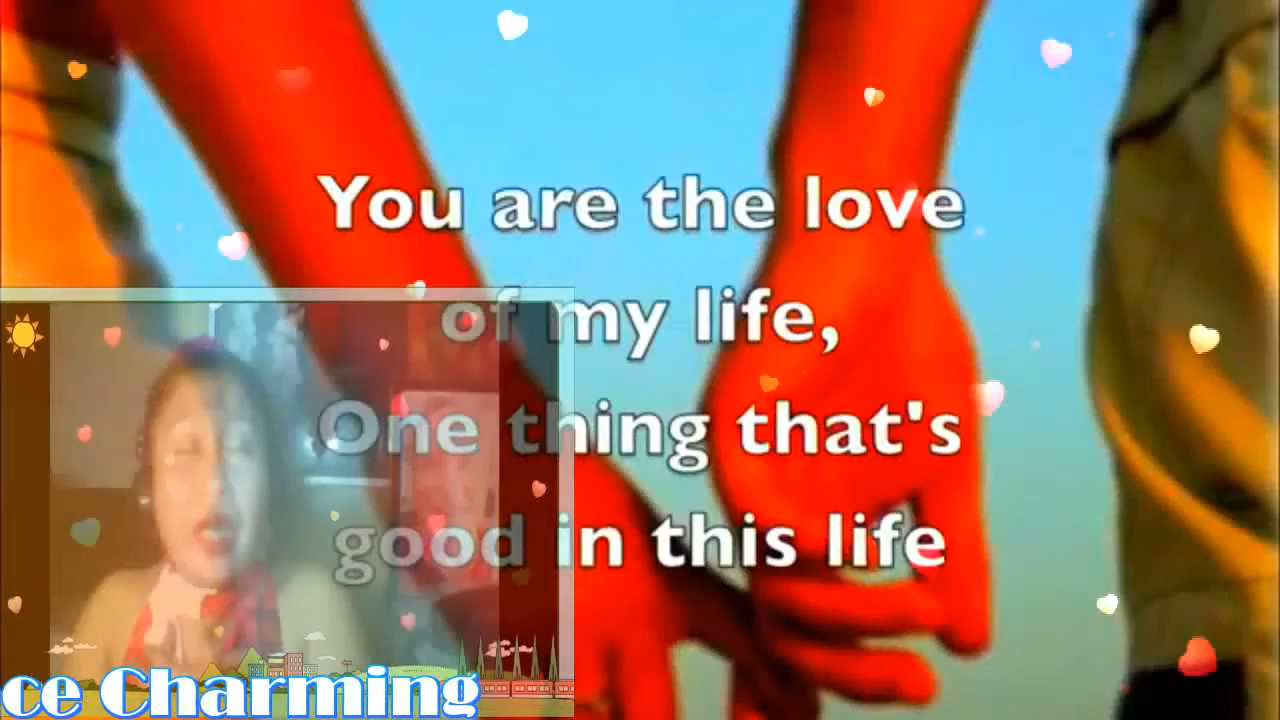 You are the love
of my life,
One thing that's
good in this life
ce Charming